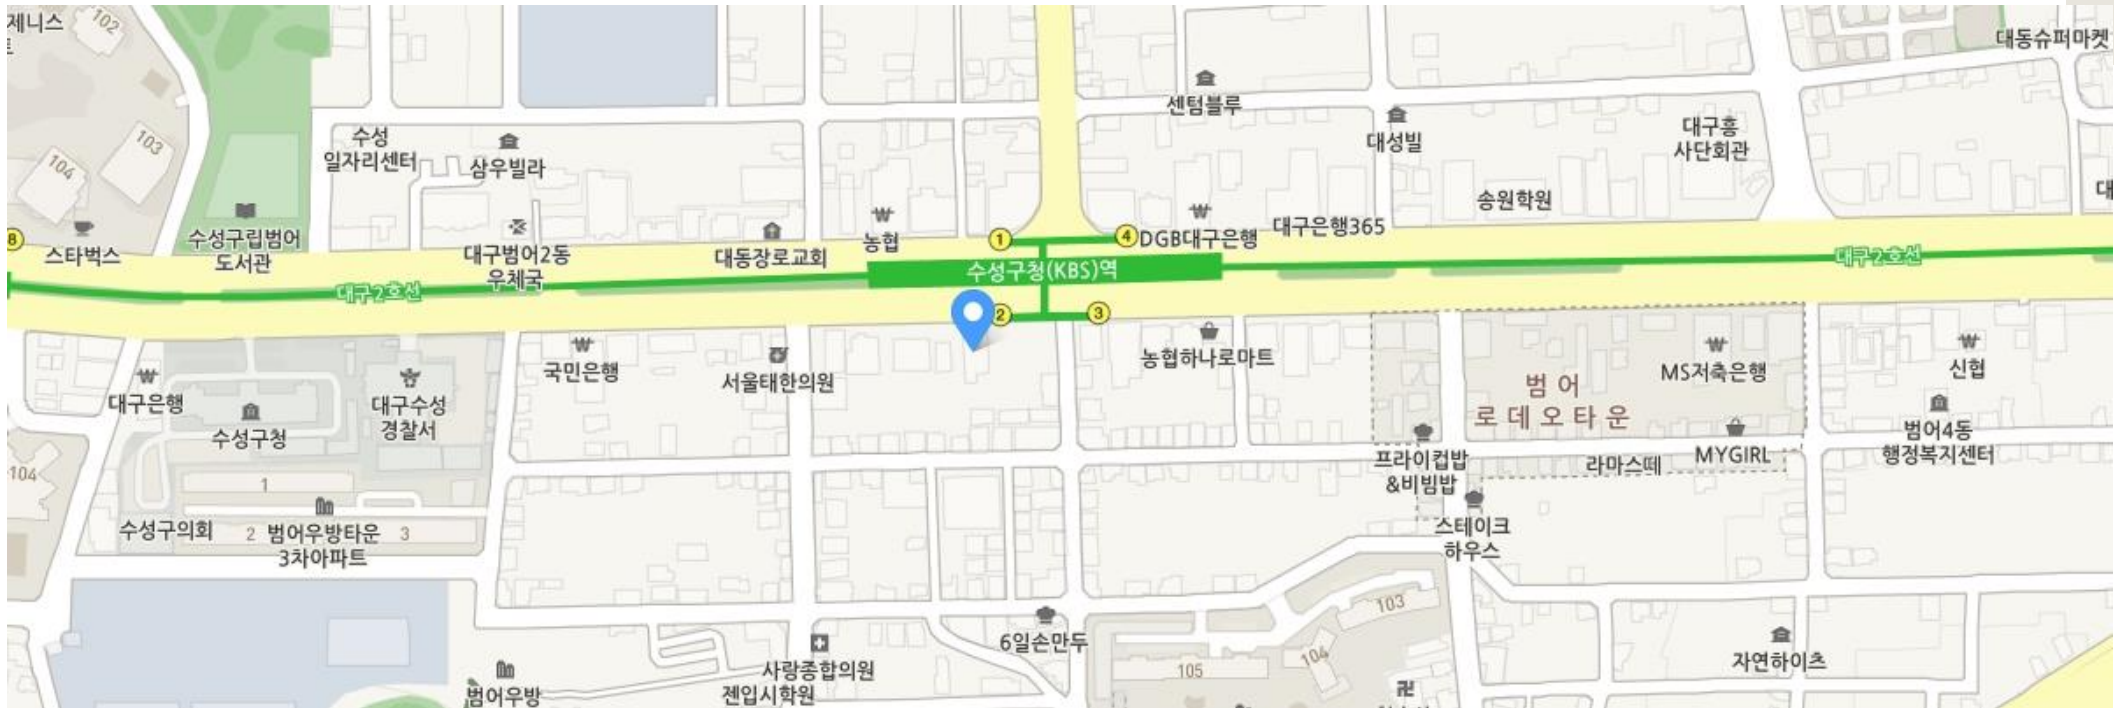 제니스
102
대동슈퍼마켓
센텀블루
103
104
수성
일자리센터
삼우빌라
대성빌
대구흥
사단회관
송원학원
8
스타벅스
수성구립범어
도서관
대구범어2동
우체국
대동장로교회
농협
1
4
DGB대구은행
대구은행365
대구2호선
수성구청(KBS)역
대구2호선
2
3
대구은행
수성구청
대구수성
경찰서
국민은행
서울태한의원
농협하나로마트
범어
로데오타운
MS저축은행
신협
범어4동
행정복지센터
104
1
수성구의회
2
범어우방타운
3차아파트
3
프라이컵밥
&비빔밥
라마스떼
MYGIRL
스테이크
하우스
6일손만두
103
104
105
자연하이츠
사랑종합의원
젠입시학원
범어우방